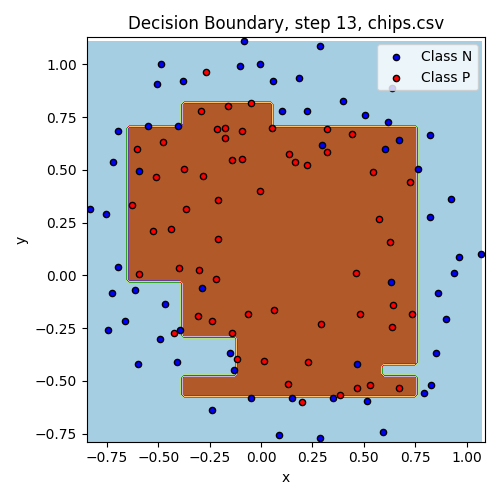 Decision Boundary, step 13, chips.csv
Class N
Class P
1.00
0.75
0.50
0.25
0.00
−0.25
−0.50
−0.75
y
−0.75 −0.50 −0.25 0.00 0.25 0.50 0.75 1.00
x